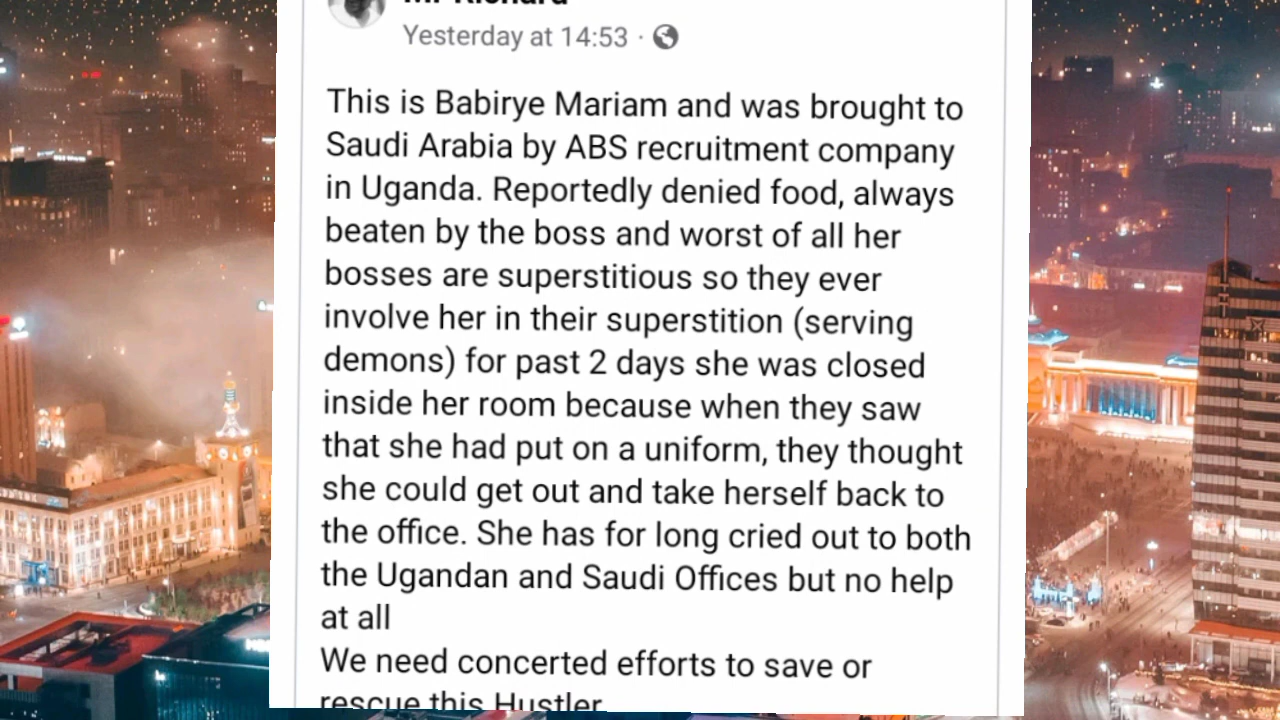 Yesterday at 14:53 ·
This is Babirye Mariam and was brought to
Saudi Arabia by ABS recruitment company
in Uganda. Reportedly denied food, always
beaten by the boss and worst of all her
bosses are superstitious so they ever
involve her in their superstition (serving
demons) for past 2 days she was closed
inside her room because when they saw
that she had put on a uniform, they thought
she could get out and take herself back to
the office. She has for long cried out to both
the Ugandan and Saudi Offices but no help
at all
We need concerted efforts to save or
rescue this Hustler